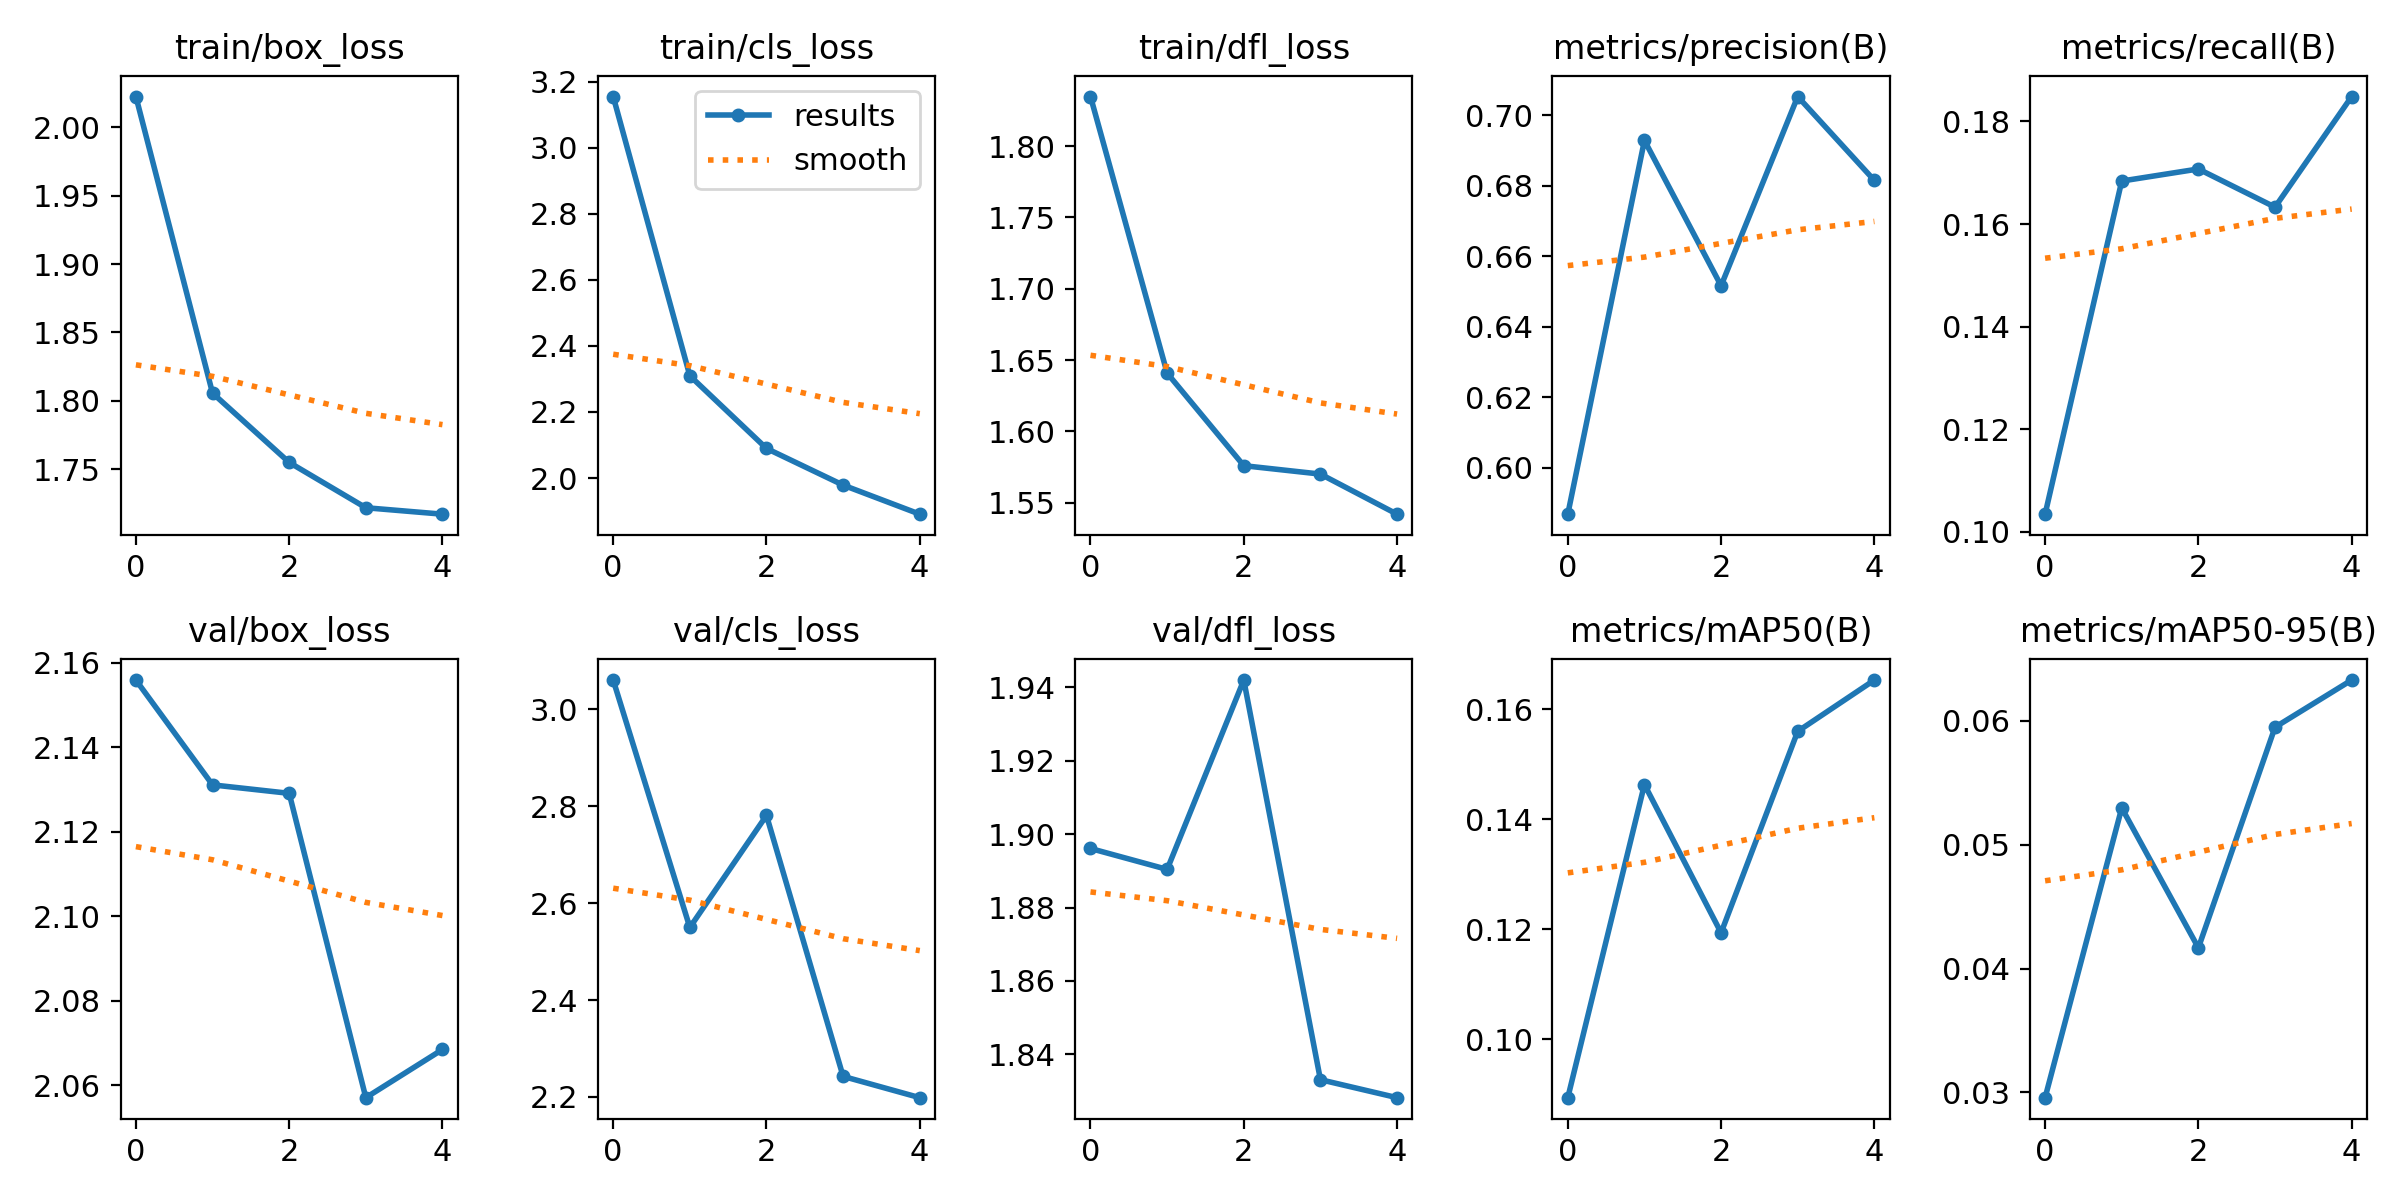 train/box_loss
2.00
1.95
1.90
1.85
1.80
1.75
0 2 4
train/cls_loss
3.2
3.0
2.8
2.6
2.4
2.2
2.0
results
smooth
0 2 4
train/dfl_loss
1.80
1.75
1.70
1.65
1.60
1.55
0 2 4
metrics/precision(B)
0.70
0.68
0.66
0.64
0.62
0.60
0 2 4
metrics/recall(B)
0.18
0.16
0.14
0.12
0.10
0 2 4
val/box_loss
2.16
2.14
2.12
2.10
2.08
2.06
0 2 4
val/cls_loss
3.0
2.8
2.6
2.4
2.2
0 2 4
val/dfl_loss
1.94
1.92
1.90
1.88
1.86
1.84
0 2 4
metrics/mAP50(B)
0.16
0.14
0.12
0.10
0 2 4
metrics/mAP50-95(B)
0.06
0.05
0.04
0.03
0 2 4